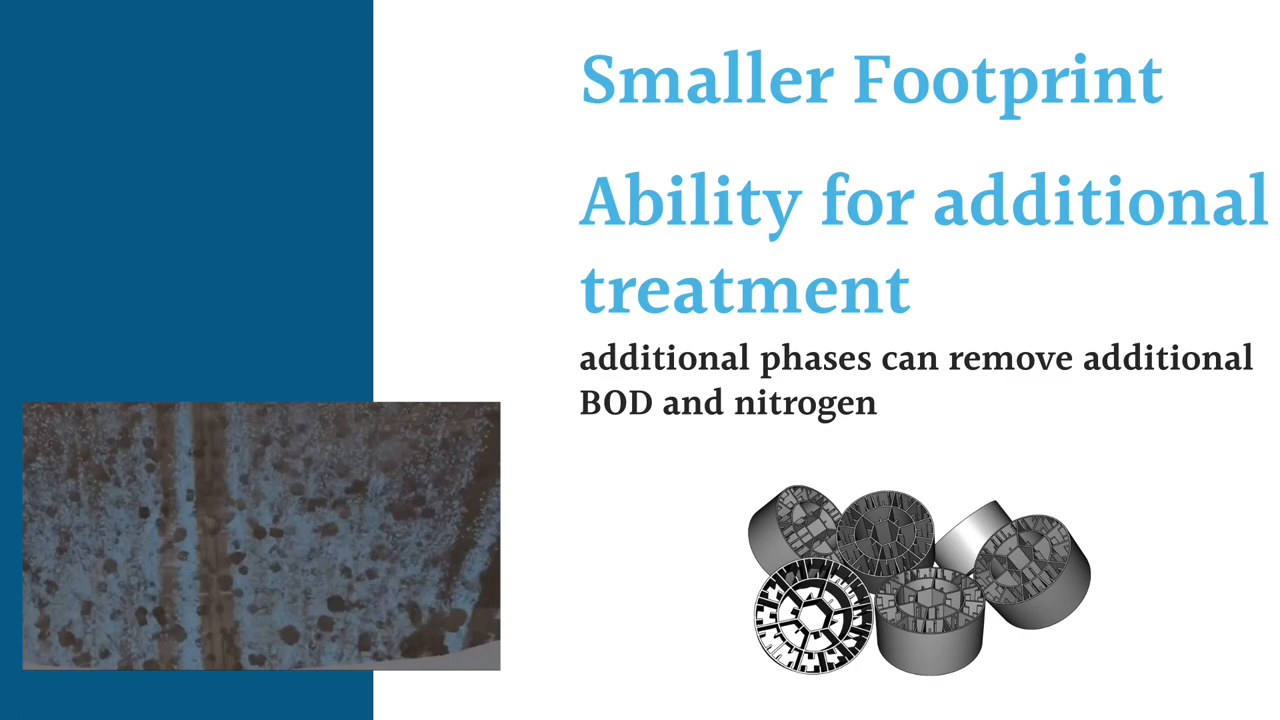 Smaller Footprint
Ability for additional
treatment
additional phases can remove additional
BOD and nitrogen